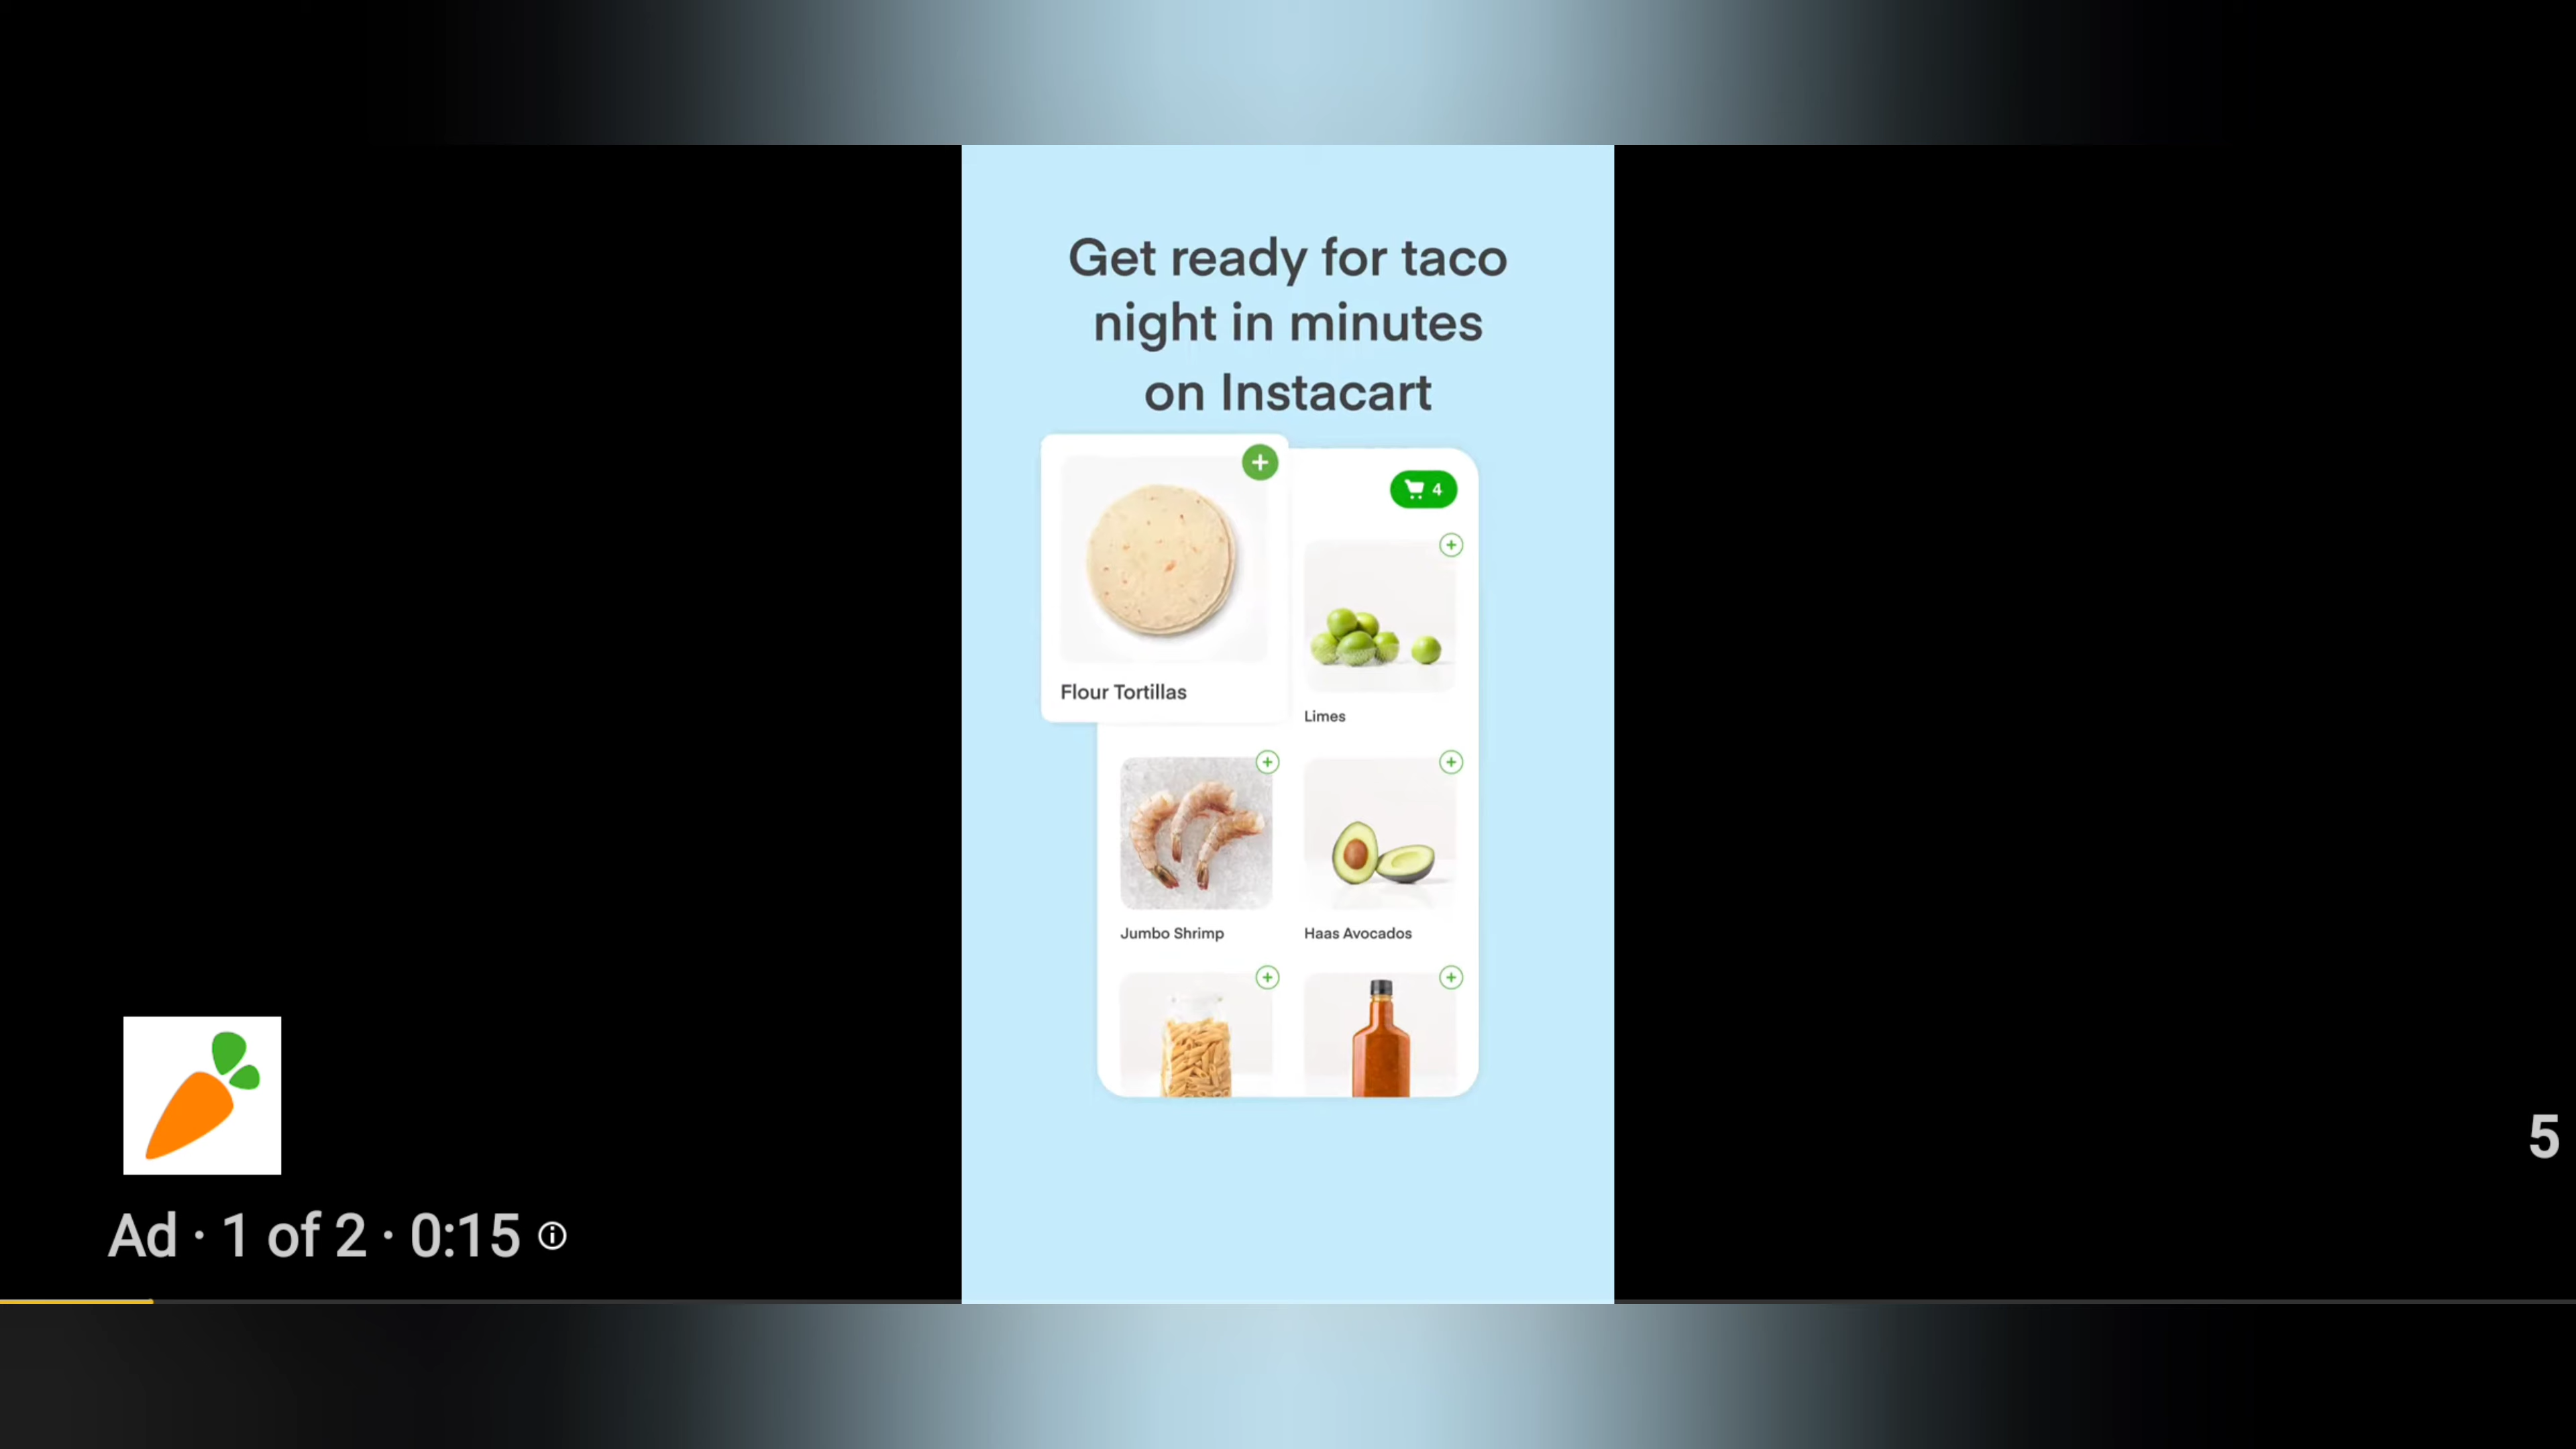 Get ready for taco
night in minutes
on Instacart
4
Flour Tortillas
Limes
Jumbo Shrimp
Haas Avocados
5
Ad · 1 of 2 · 0:15